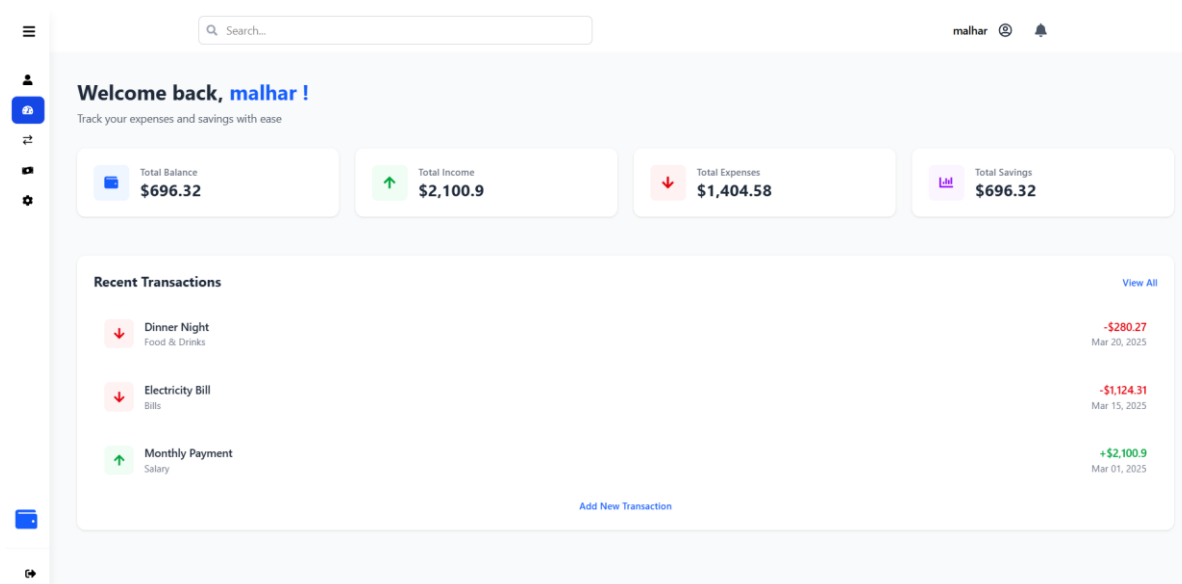 Search...
malhar
Welcome back, malhar !
Track your expenses and savings with ease
Total Balance
$696.32
Total Income
$2,100.9
Total Expenses
$1,404.58
Total Savings
$696.32
Recent Transactions
View All
Dinner Night
-$280.27
Food & Drinks
Mar 20, 2025
Electricity Bill
-$1,124.31
Bills
Mar 15, 2025
Monthly Payment
+$2,100.9
Salary
Mar 01, 2025
Add New Transaction